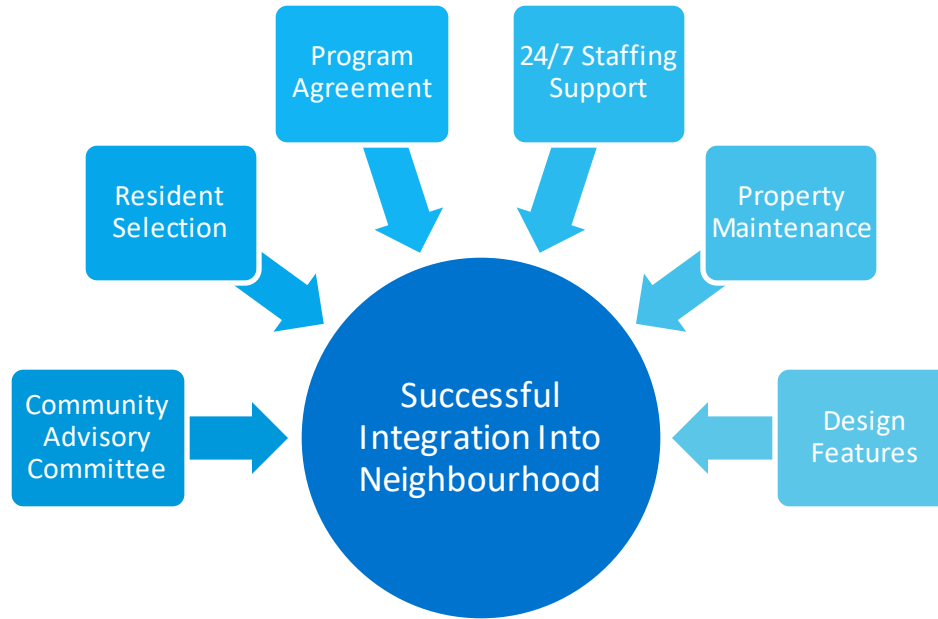 Program
Agreement
24/7 Staffing
Support
Resident
Selection
Property
Maintenance
Community
Advisory
Committee
Successful
Integration Into
Neighbourhood
Design
Features